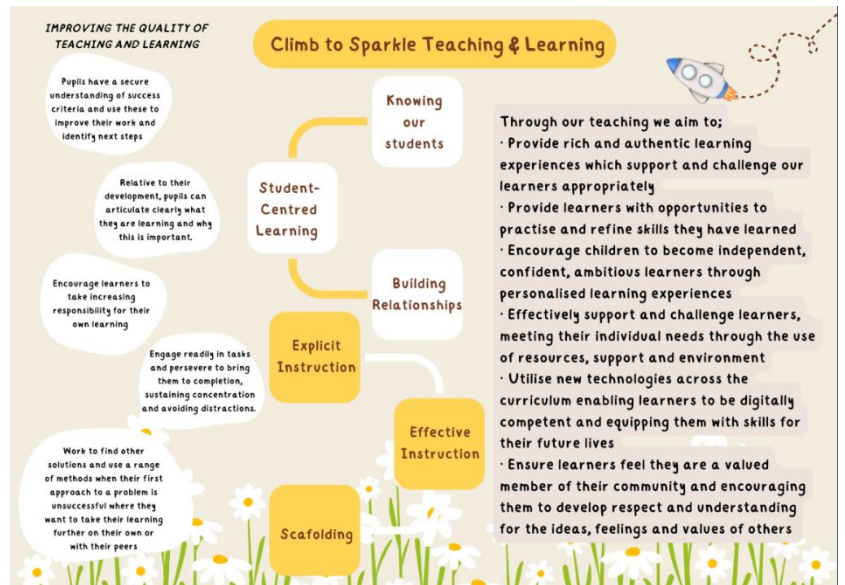 IMPROVING THE QUALITY OF
TEACHING AND LEARNING
Climb to Sparkle Teaching & Learning
Pupils have a secure
understanding of success
criteria and use these to
improve their work and
identify next steps
Relative to their
development, pupils can
articulate clearly what
they are learning and why
this is important.
Encourage learners to
take increasing
responsibility for their
own learning
Engage readily in tasks
and persevere to bring
them to completion,
sustaining concentration
and avoiding distractions.
Work to find other
solutions and use a range
of methods when their first
approach to a problem is
unsuccessful where they
want to take their learning
further on their own or
with their peers
Knowing
our
students
Student-
Centred
Learning
Building
Relationships
Explicit
Instruction
Effective
Instruction
Scafolding
Through our teaching we aim to;
· Provide rich and authentic learning
experiences which support and challenge our
learners appropriately
· Provide learners with opportunities to
practise and refine skills they have learned
· Encourage children to become independent,
confident, ambitious learners through
personalised learning experiences
· Effectively support and challenge learners,
meeting their individual needs through the use
of resources, support and environment
· Utilise new technologies across the
curriculum enabling learners to be digitally
competent and equipping them with skills for
their future lives
· Ensure learners feel they are a valued
member of their community and encouraging
them to develop respect and understanding
for the ideas, feelings and values of others